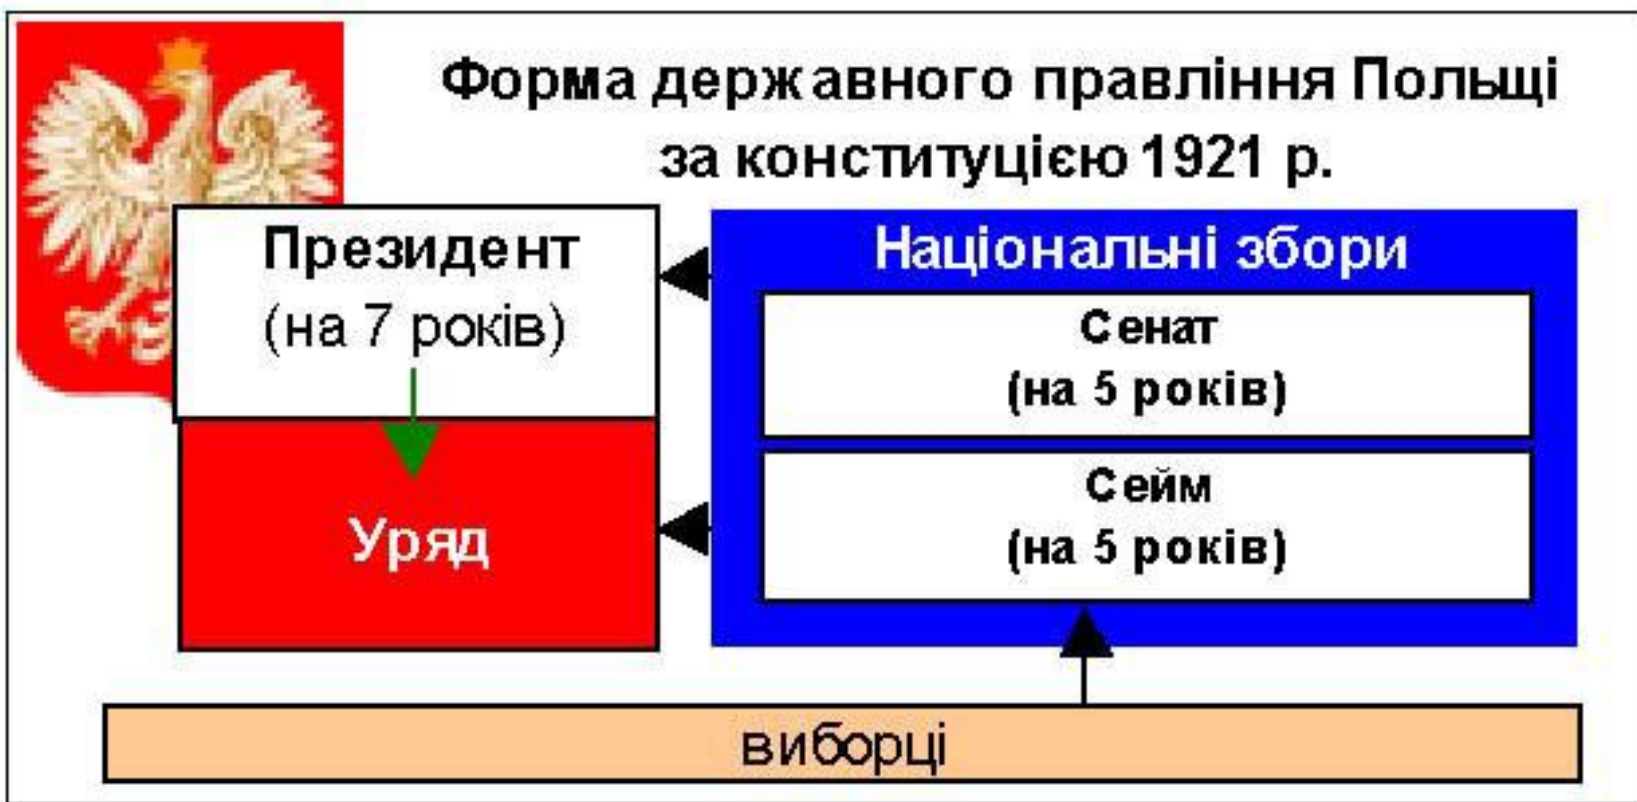 Форма державного правління Польщі
за конституцією 1921 р.
Президент
(на 7 років)
Уряд
Національні збори
Сенат
(на 5 років)
Сейм
(на 5 років)
виборці